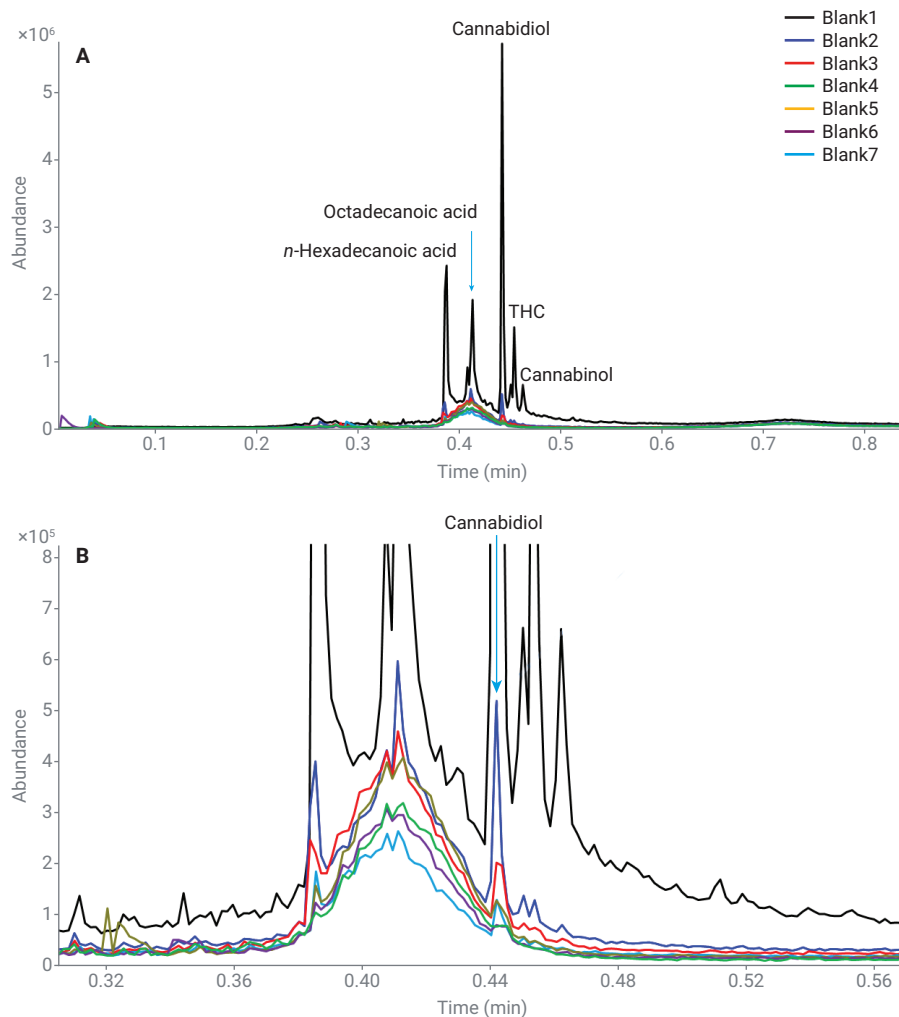 ×10⁶
A
Cannabidiol
Blank1
Blank2
Blank3
Blank4
Blank5
Blank6
Blank7
5
4
3
2
1
0
Abundance
Octadecanoic acid
n-Hexadecanoic acid
THC
Cannabinol
0.1 0.2 0.3 0.4 0.5 0.6 0.7 0.8
Time (min)
×10⁵
B
Cannabidiol
8
7
6
5
4
3
2
1
0
Abundance
0.32 0.36 0.40 0.44 0.48 0.52 0.56
Time (min)